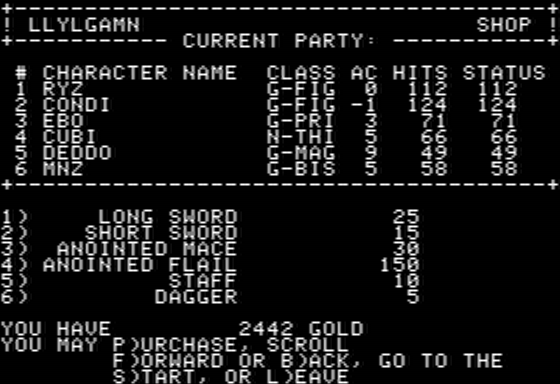 ! LLYLGAMN SHOP !
CURRENT PARTY:
# CHARACTER NAME CLASS AC HITS STATUS
1 RYZ G-FIG 0 112 112
2 CONDI G-FIG -1 124 124
3 EBO G-PRI 3 71 71
4 CUBI N-THI 5 66 66
5 DEDDO G-MAG 9 49 49
6 MNZ G-BIS 5 58 58
1) LONG SWORD 25
2) SHORT SWORD 15
3) ANOINTED MACE 30
4) ANOINTED FLAIL 150
5) STAFF 10
6) DAGGER 5
YOU HAVE 2442 GOLD
YOU MAY P)URCHASE, SCROLL
F)ORWARD OR B)ACK, GO TO THE
S)TART, OR L)EAVE